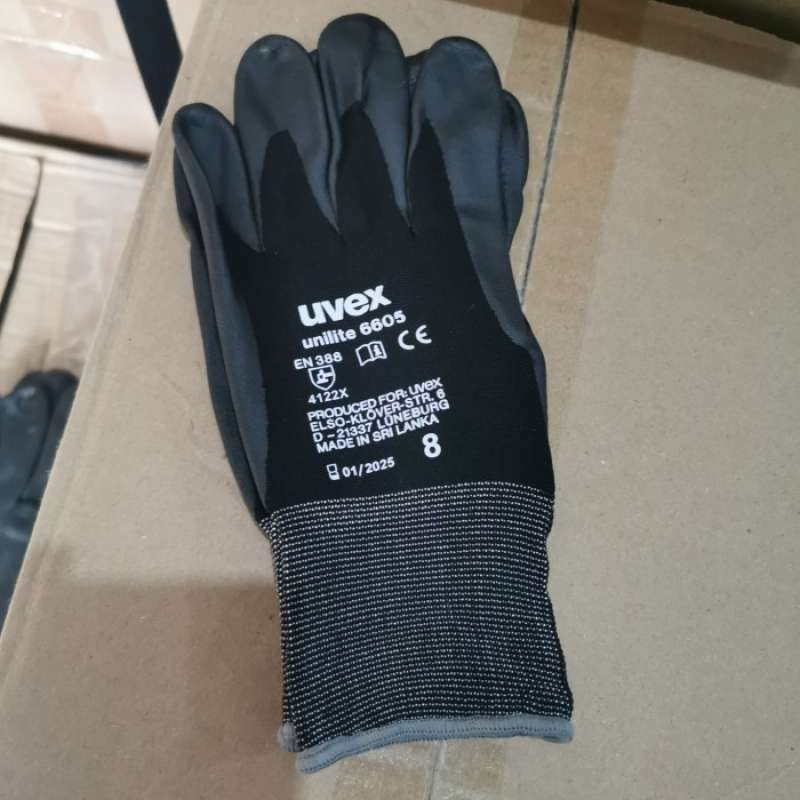 uvex
unilite 6605
EN 388
CE
4122X
PRODUCED FOR: uvex
ELSO-KLÖVER-STR. 6
D - 21337 LÜNEBURG
MADE IN SRI LANKA
8
01/2025